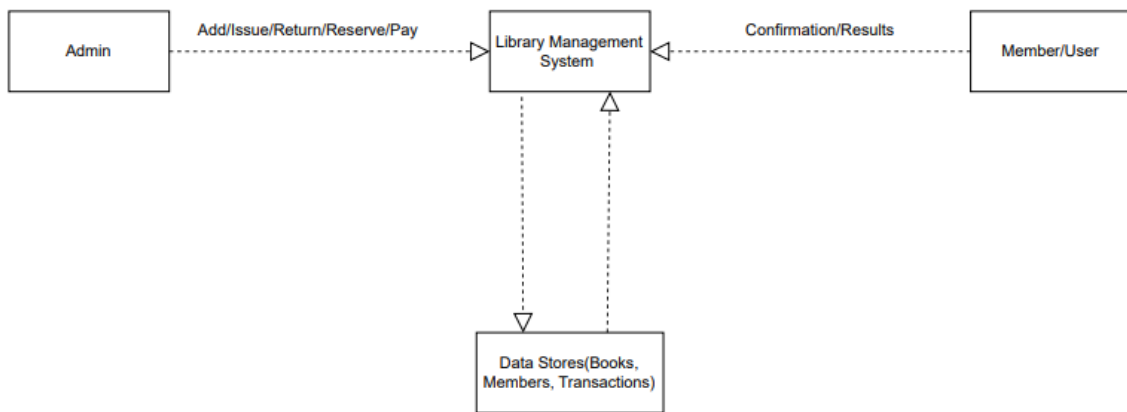 Add/Issue/Return/Reserve/Pay
Confirmation/Results
Admin
Library Management
System
Member/User
Data Stores(Books,
Members, Transactions)